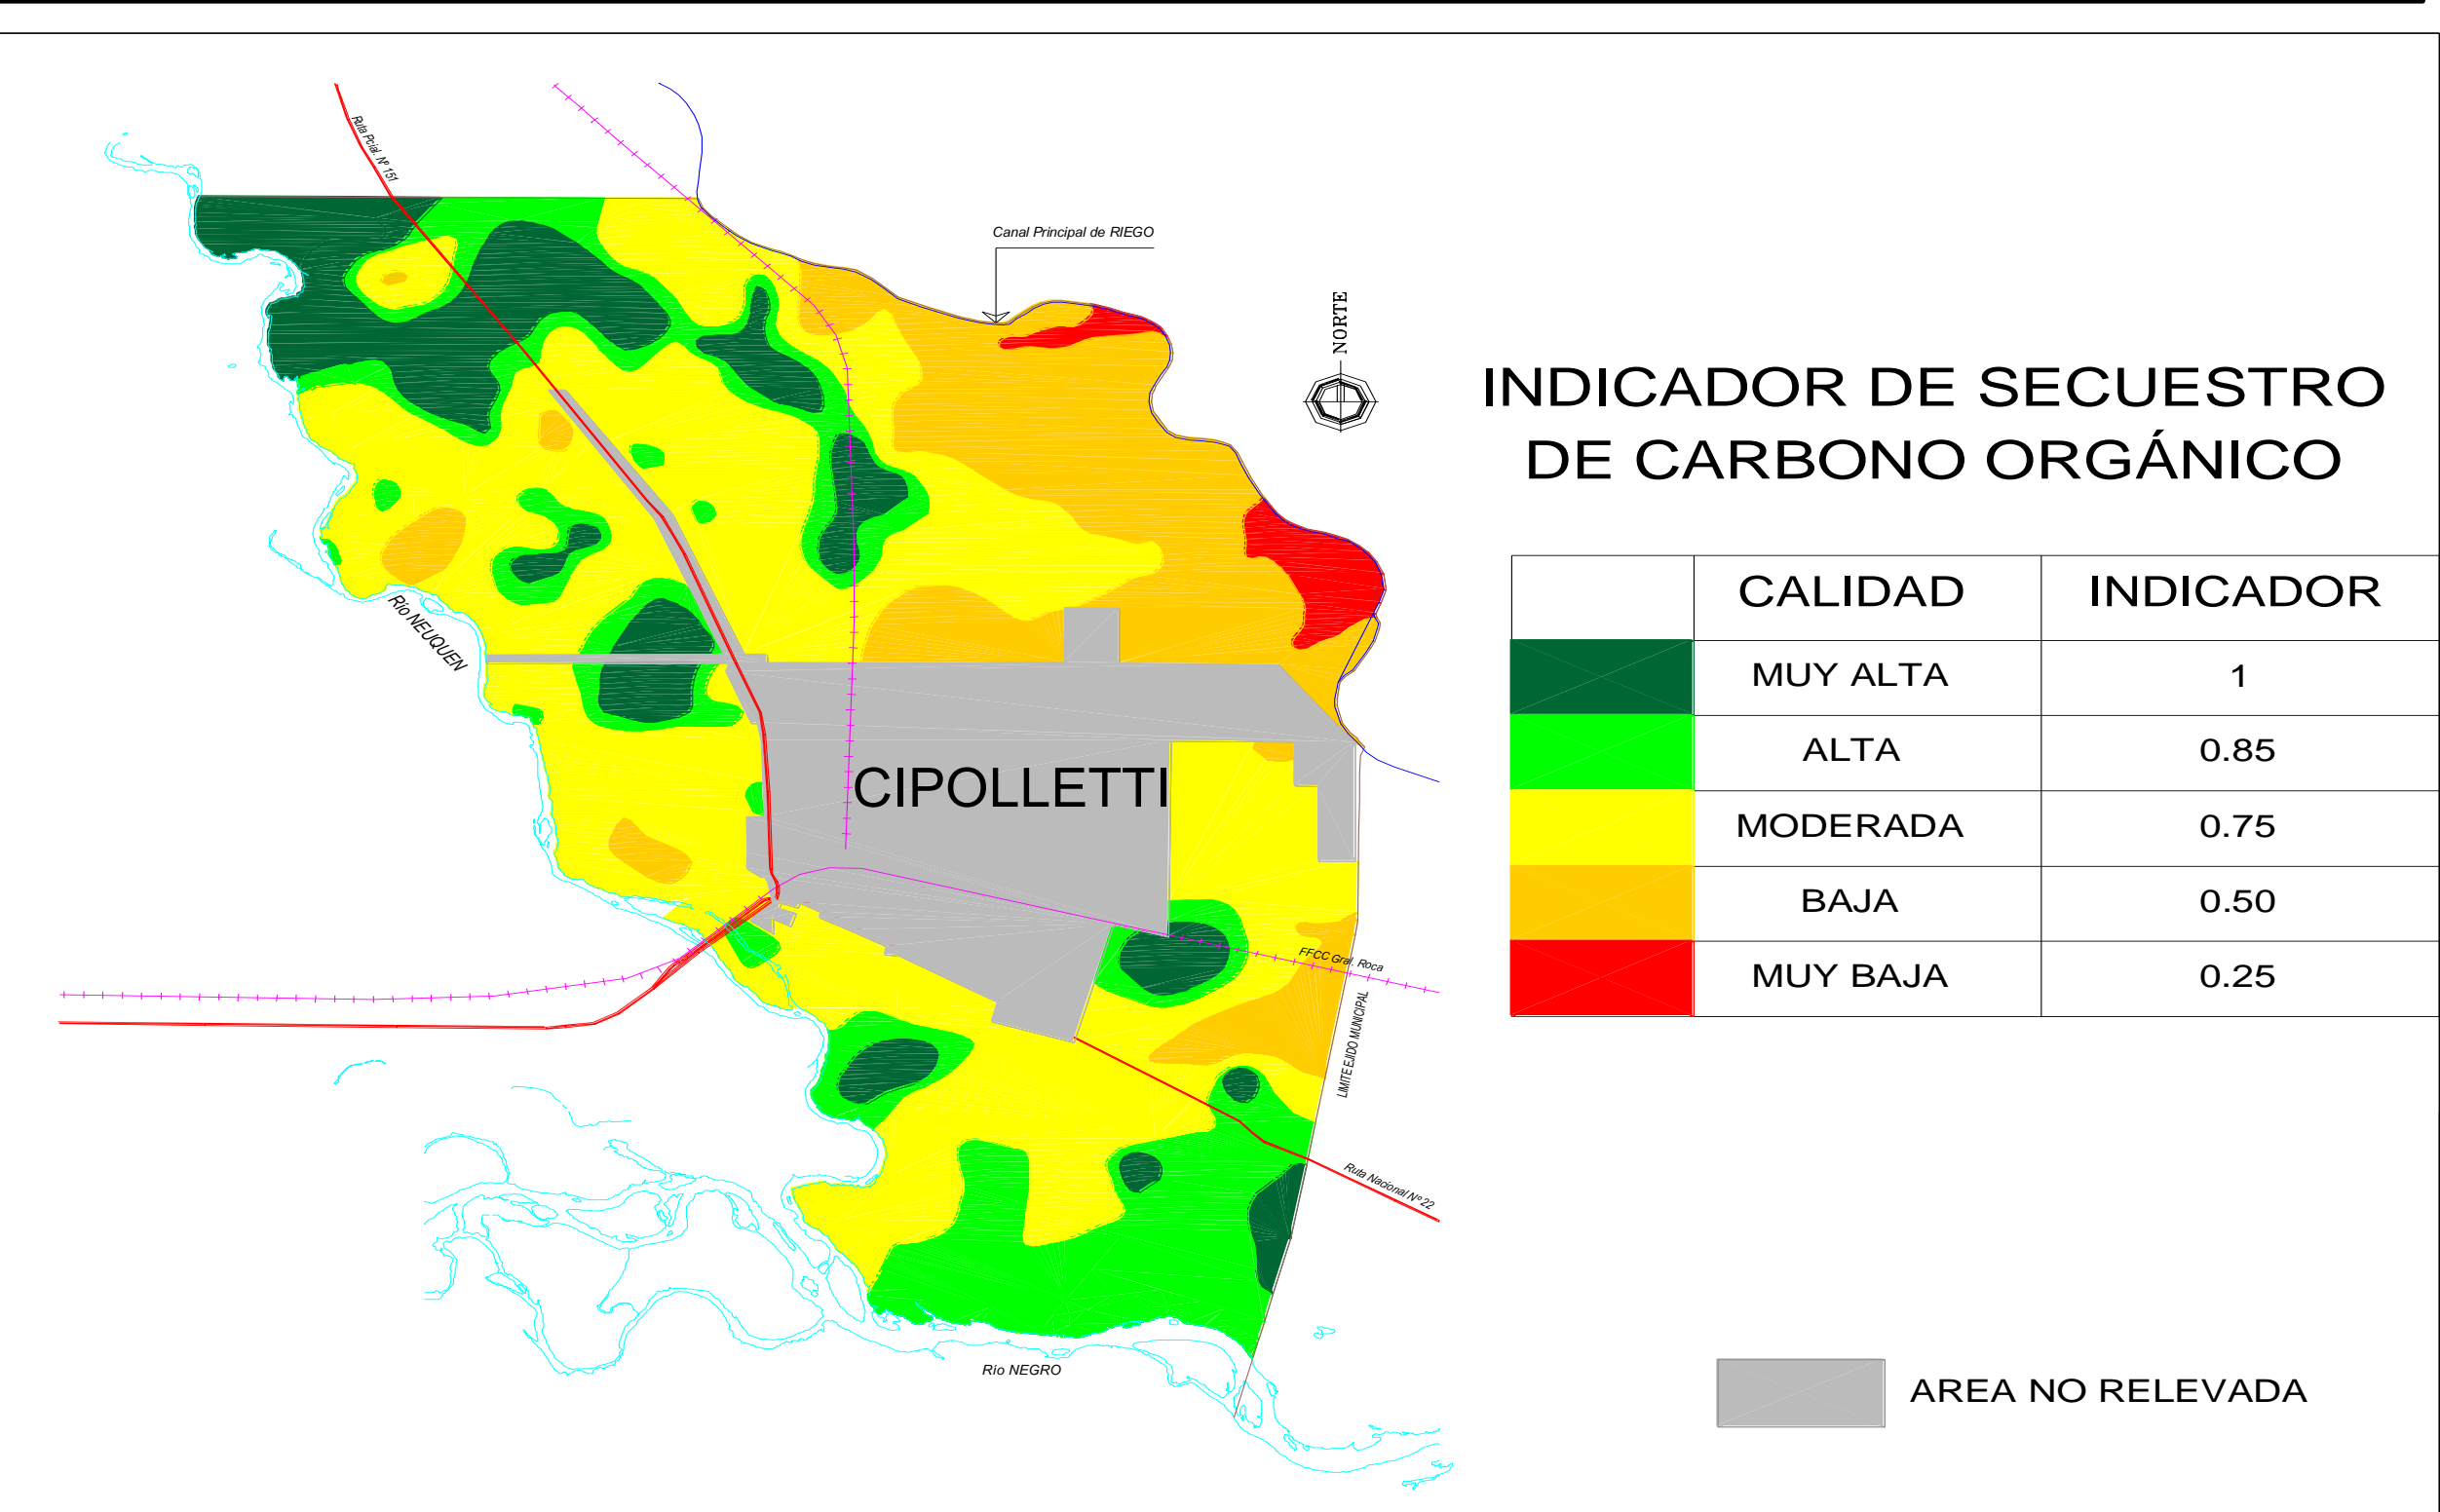 Ruta Pcial. Nº 151
Canal Principal de RIEGO
NORTE
INDICADOR DE SECUESTRO
DE CARBONO ORGÁNICO
CALIDAD INDICADOR
MUY ALTA 1
ALTA 0.85
MODERADA 0.75
BAJA 0.50
MUY BAJA 0.25
Río NEUQUEN
CIPOLLETTI
FFCC Gral. Roca
LIMITE EJIDO MUNICIPAL
Ruta Nacional Nº 22
Río NEGRO
AREA NO RELEVADA